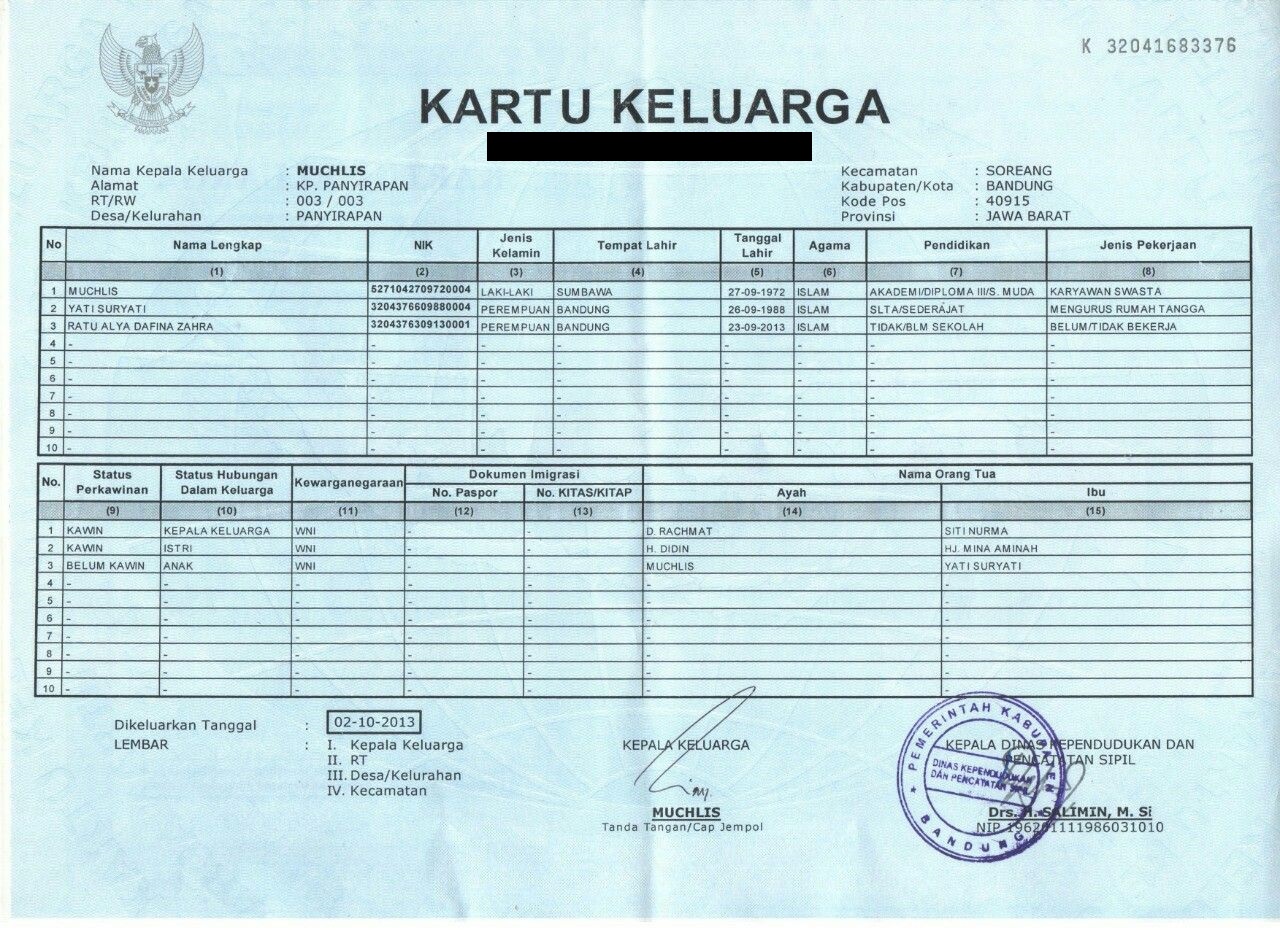 K 32041683376
KARTU KELUARGA
Nama Kepala Keluarga : MUCHLIS
Alamat : KP. PANYIRAPAN
RT/RW : 003 / 003
Desa/Kelurahan : PANYIRAPAN
Kecamatan : SOREANG
Kabupaten/Kota : BANDUNG
Kode Pos : 40915
Provinsi : JAWA BARAT
No Nama Lengkap NIK Jenis Kelamin Tempat Lahir Tanggal Lahir Agama Pendidikan Jenis Pekerjaan
(1) (2) (3) (4) (5) (6) (7) (8)
1 MUCHLIS 5271042709720004 LAKI-LAKI SUMBAWA 27-09-1972 ISLAM AKADEMI/DIPLOMA III/S. MUDA KARYAWAN SWASTA
2 YATI SURYATI 3204376609880004 PEREMPUAN BANDUNG 26-09-1988 ISLAM SLTA/SEDERAJAT MENGURUS RUMAH TANGGA
3 RATU ALYA DAFINA ZAHRA 3204376309130001 PEREMPUAN BANDUNG 23-09-2013 ISLAM TIDAK/BLM SEKOLAH BELUM/TIDAK BEKERJA
4 - - - - - - -
5 - - - - - - -
6 - - - - - - -
7 - - - - - - -
8 - - - - - - -
9 - - - - - - -
10 - - - - - - -
No. Status Perkawinan Status Hubungan Dalam Keluarga Kewarganegaraan Dokumen Imigrasi Nama Orang Tua
No. Paspor No. KITAS/KITAP Ayah Ibu
(9) (10) (11) (12) (13) (14) (15)
1 KAWIN KEPALA KELUARGA WNI - - D. RACHMAT SITI NURMA
2 KAWIN ISTRI WNI - - H. DIDIN HJ. MINA AMINAH
3 BELUM KAWIN ANAK WNI - - MUCHLIS YATI SURYATI
4 - - - - - - -
5 - - - - - - -
6 - - - - - - -
7 - - - - - - -
8 - - - - - - -
9 - - - - - - -
10 - - - - - - -
Dikeluarkan Tanggal : 02-10-2013
LEMBAR : I. Kepala Keluarga
II. RT
III. Desa/Kelurahan
IV. Kecamatan
KEPALA KELUARGA
MUCHLIS
Tanda Tangan/Cap Jempol
KEPALA DINAS KEPENDUDUKAN DAN
PENCATATAN SIPIL
Drs. H. SALIMIN, M. Si
NIP 196201111986031010
PEMERINTAH KABUPATEN
DINAS KEPENDUDUKAN
DAN PENCATATAN SIPIL
BANDUNG